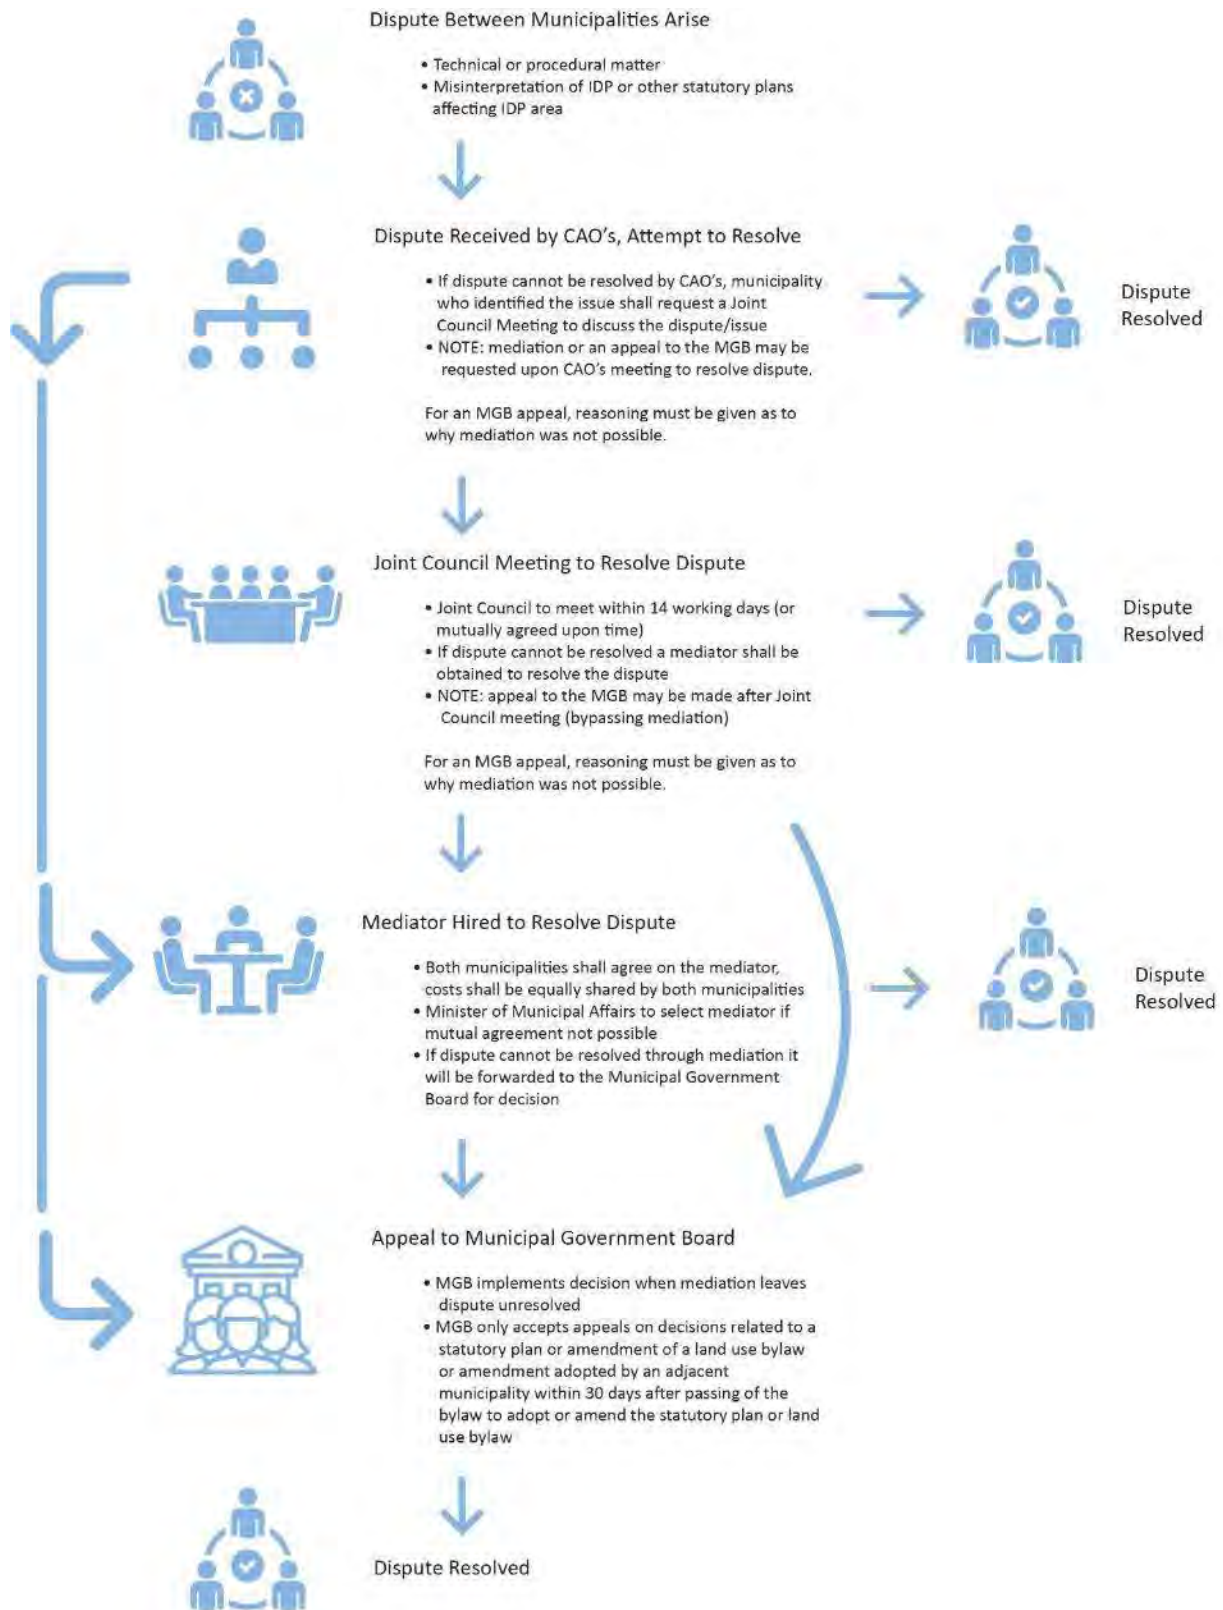 Dispute Between Municipalities Arise
• Technical or procedural matter
• Misinterpretation of IDP or other statutory plans
affecting IDP area
Dispute Received by CAO's, Attempt to Resolve
• If dispute cannot be resolved by CAO's, municipality
who identified the issue shall request a Joint
Council Meeting to discuss the dispute/issue
• NOTE: mediation or an appeal to the MGB may be
requested upon CAO's meeting to resolve dispute.
For an MGB appeal, reasoning must be given as to
why mediation was not possible.
Dispute
Resolved
Joint Council Meeting to Resolve Dispute
• Joint Council to meet within 14 working days (or
mutually agreed upon time)
• If dispute cannot be resolved a mediator shall be
obtained to resolve the dispute
• NOTE: appeal to the MGB may be made after Joint
Council meeting (bypassing mediation)
For an MGB appeal, reasoning must be given as to
why mediation was not possible.
Dispute
Resolved
Mediator Hired to Resolve Dispute
• Both municipalities shall agree on the mediator,
costs shall be equally shared by both municipalities
• Minister of Municipal Affairs to select mediator if
mutual agreement not possible
• If dispute cannot be resolved through mediation it
will be forwarded to the Municipal Government
Board for decision
Dispute
Resolved
Appeal to Municipal Government Board
• MGB implements decision when mediation leaves
dispute unresolved
• MGB only accepts appeals on decisions related to a
statutory plan or amendment of a land use bylaw
or amendment adopted by an adjacent
municipality within 30 days after passing of the
bylaw to adopt or amend the statutory plan or land
use bylaw
Dispute Resolved